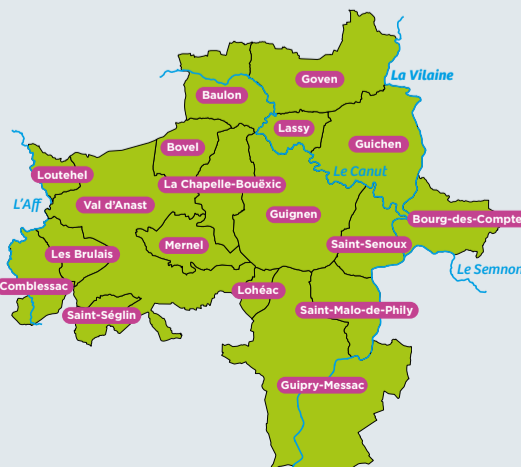 Goven
La Vilaine
Baulon
Lassy
Guichen
Bovel
Le Canut
Loutehel
La Chapelle-Bouëxic
L'Aff
Val d'Anast
Guignen
Bourg-des-Compte
Mernel
Saint-Senoux
Les Brulais
Le Semnon
Comblessac
Lohéac
Saint-Malo-de-Phily
Saint-Séglin
Guipry-Messac